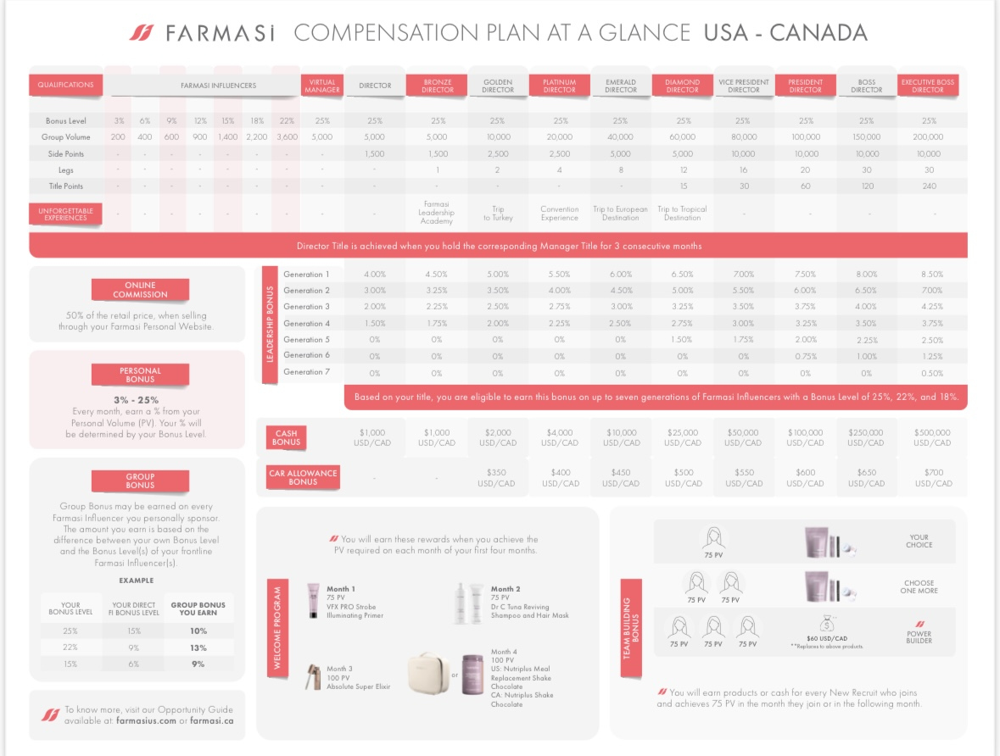 FARMASi COMPENSATION PLAN AT A GLANCE USA - CANADA
QUALIFICATIONS FARMASI INFLUENCERS VIRTUAL MANAGER DIRECTOR BRONZE DIRECTOR GOLDEN DIRECTOR PLATINUM DIRECTOR EMERALD DIRECTOR DIAMOND DIRECTOR VICE PRESIDENT DIRECTOR PRESIDENT DIRECTOR BOSS DIRECTOR EXECUTIVE BOSS DIRECTOR
Bonus Level 3% 6% 9% 12% 15% 18% 22% 25% 25% 25% 25% 25% 25% 25% 25% 25% 25% 25%
Group Volume 200 400 600 900 1,400 2,200 3,600 5,000 5,000 5,000 10,000 20,000 40,000 60,000 80,000 100,000 150,000 200,000
Side Points - - - - - - - - 1,500 1,500 2,500 2,500 5,000 5,000 10,000 10,000 10,000 10,000
Legs - - - - - - - - - 1 2 4 8 12 16 20 30 30
Title Points - - - - - - - - - - - - - 15 30 60 120 240
UNFORGETTABLE EXPERIENCES - - - - - - - - - Farmasi Leadership Academy Trip to Turkey Convention Experience Trip to European Destination Trip to Tropical Destination - - - -
Director Title is achieved when you hold the corresponding Manager Title for 3 consecutive months
ONLINE
COMMISSION
50% of the retail price, when selling
through your Farmasi Personal Website.
PERSONAL
BONUS
3% - 25%
Every month, earn a % from your
Personal Volume (PV). Your % will
be determined by your Bonus Level.
GROUP
BONUS
Group Bonus may be earned on every
Farmasi Influencer you personally sponsor.
The amount you earn is based on the
difference between your own Bonus Level
and the Bonus Level(s) of your frontline
Farmasi Influencer(s).
EXAMPLE
YOUR BONUS LEVEL YOUR DIRECT FI BONUS LEVEL GROUP BONUS YOU EARN
25% 15% 10%
22% 9% 13%
15% 6% 9%
To know more, visit our Opportunity Guide
available at: farmasius.com or farmasi.ca
LEADERSHIP BONUS
Generation 1 4.00% 4.50% 5.00% 5.50% 6.00% 6.50% 7.00% 7.50% 8.00% 8.50%
Generation 2 3.00% 3.25% 3.50% 4.00% 4.50% 5.00% 5.50% 6.00% 6.50% 7.00%
Generation 3 2.00% 2.25% 2.50% 2.75% 3.00% 3.25% 3.50% 3.75% 4.00% 4.25%
Generation 4 1.50% 1.75% 2.00% 2.25% 2.50% 2.75% 3.00% 3.25% 3.50% 3.75%
Generation 5 0% 0% 0% 0% 0% 1.50% 1.75% 2.00% 2.25% 2.50%
Generation 6 0% 0% 0% 0% 0% 0% 0% 0.75% 1.00% 1.25%
Generation 7 0% 0% 0% 0% 0% 0% 0% 0% 0% 0.50%
Based on your title, you are eligible to earn this bonus on up to seven generations of Farmasi Influencers with a Bonus Level of 25%, 22%, and 18%.
CASH BONUS $1,000 USD/CAD $1,000 USD/CAD $2,000 USD/CAD $4,000 USD/CAD $10,000 USD/CAD $25,000 USD/CAD $50,000 USD/CAD $100,000 USD/CAD $250,000 USD/CAD $500,000 USD/CAD
CAR ALLOWANCE BONUS - - $350 USD/CAD $400 USD/CAD $450 USD/CAD $500 USD/CAD $550 USD/CAD $600 USD/CAD $650 USD/CAD $700 USD/CAD
WELCOME PROGRAM
You will earn these rewards when you achieve the
PV required on each month of your first four months.
Month 1
75 PV
VFX PRO Strobe
Illuminating Primer
Month 2
75 PV
Dr C Tuna Reviving
Shampoo and Hair Mask
Month 3
100 PV
Absolute Super Elixir
or
Month 4
100 PV
US: Nutriplus Meal
Replacement Shake
Chocolate
CA: Nutriplus Shake
Chocolate
TEAM BUILDING
BONUS
75 PV
YOUR
CHOICE
75 PV 75 PV
CHOOSE
ONE MORE
75 PV 75 PV 75 PV
$60 USD/CAD
**Replaces to above products
POWER
BUILDER
You will earn products or cash for every New Recruit who joins
and achieves 75 PV in the month they join or in the following month.